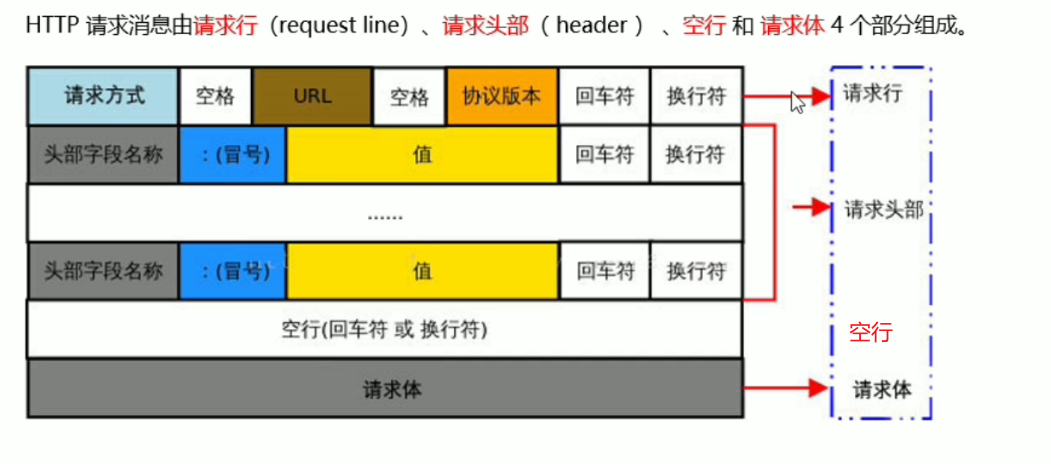 HTTP 请求消息由请求行（request line）、请求头部（ header ） 、空行 和 请求体 4 个部分组成。
请求方式 空格 URL 空格 协议版本 回车符 换行符 请求行
头部字段名称 ：(冒号) 值 回车符 换行符
...... 请求头部
头部字段名称 ：(冒号) 值 回车符 换行符
空行(回车符 或 换行符) 空行
请求体 请求体